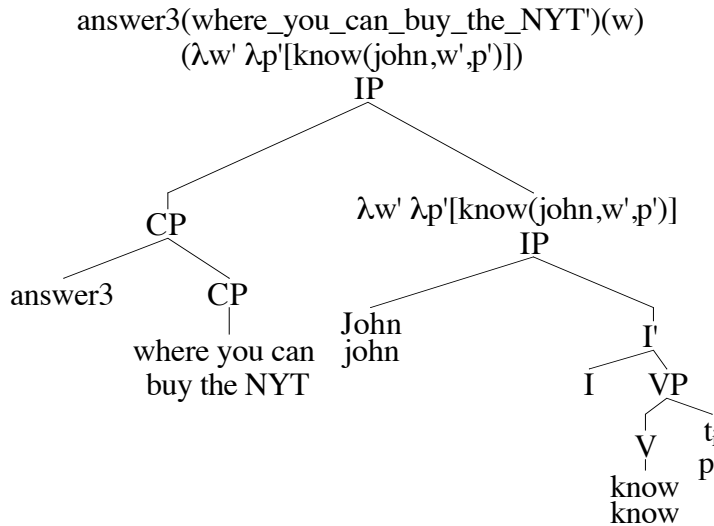 answer3(where_you_can_buy_the_NYT')(w)
(λw' λp'[know(john,w',p')])
IP
CP
λw' λp'[know(john,w',p')]
IP
answer3
CP
John
john
I'
where you can
buy the NYT
I
VP
V
t
p
know
know